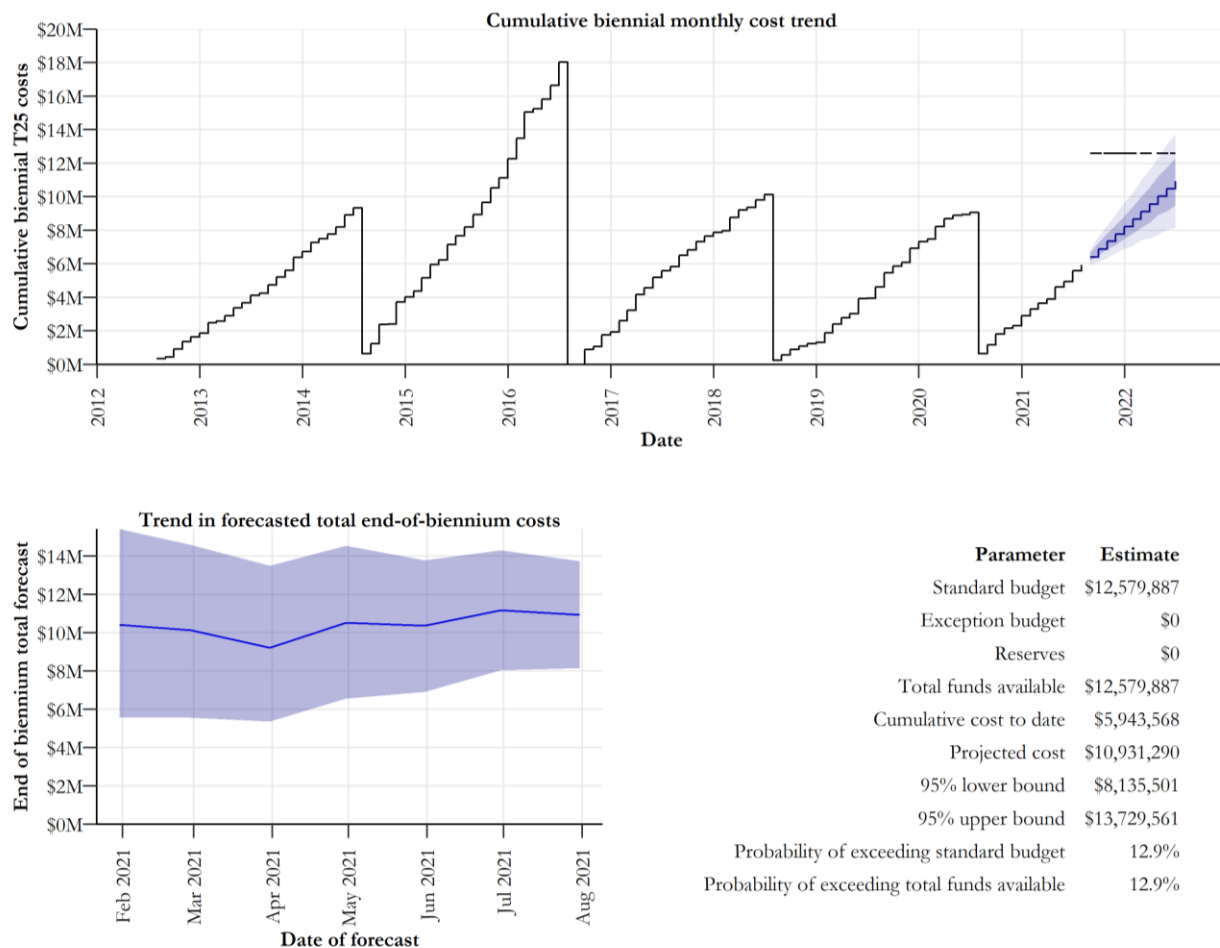 Cumulative biennial monthly cost trend
Cumulative biennial T25 costs
$20M
$18M
$16M
$14M
$12M
$10M
$8M
$6M
$4M
$2M
$0M
2012
2013
2014
2015
2016
2017
2018
2019
2020
2021
2022
Date
Trend in forecasted total end-of-biennium costs
End of biennium total forecast
$14M
$12M
$10M
$8M
$6M
$4M
$2M
$0M
Feb 2021
Mar 2021
Apr 2021
May 2021
Jun 2021
Jul 2021
Aug 2021
Date of forecast
Parameter Estimate
Standard budget $12,579,887
Exception budget $0
Reserves $0
Total funds available $12,579,887
Cumulative cost to date $5,943,568
Projected cost $10,931,290
95% lower bound $8,135,501
95% upper bound $13,729,561
Probability of exceeding standard budget 12.9%
Probability of exceeding total funds available 12.9%